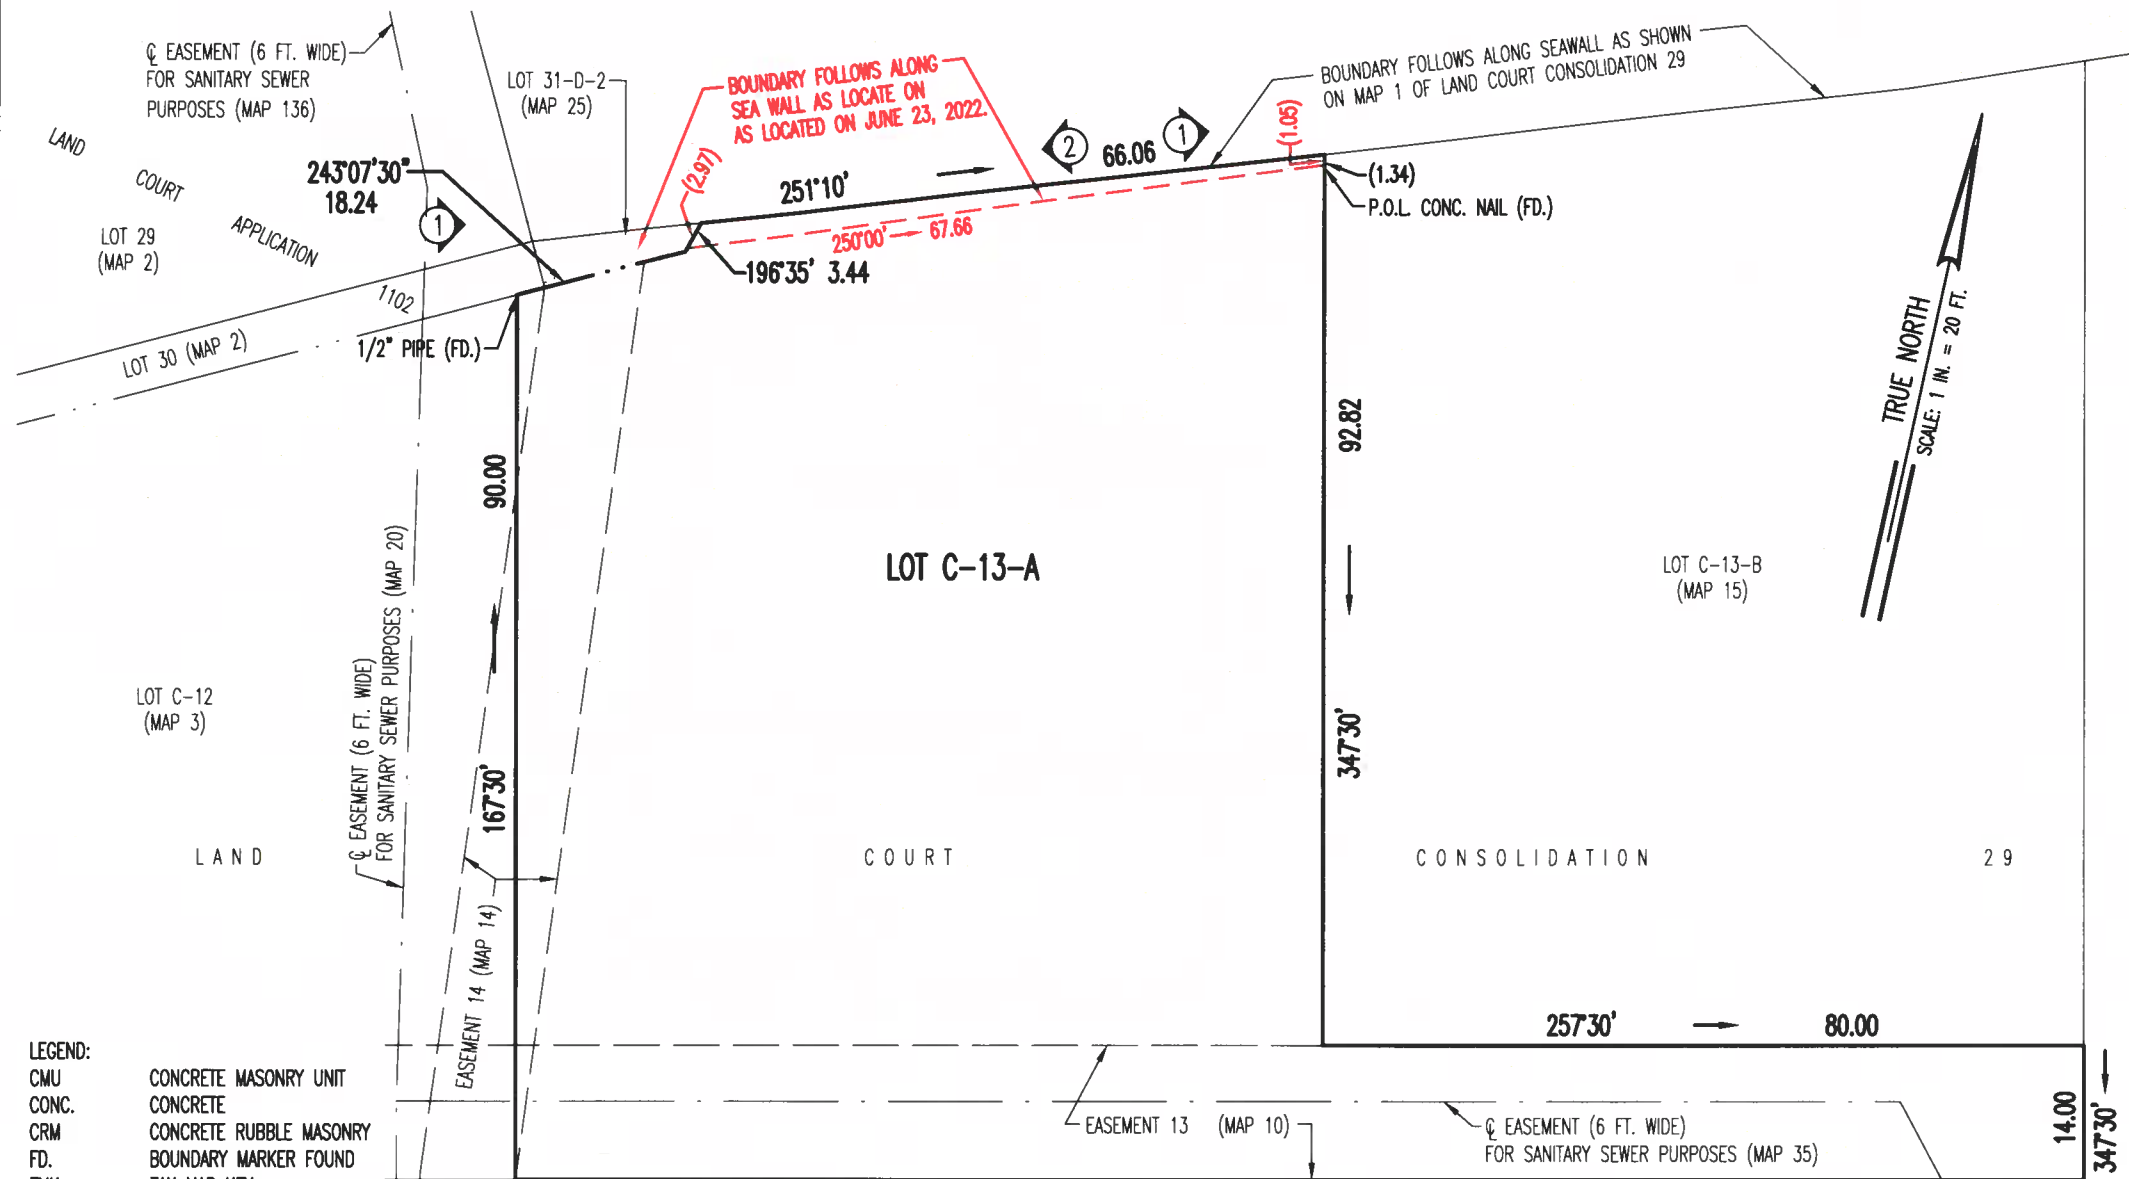 ℄ EASEMENT (6 FT. WIDE)
FOR SANITARY SEWER
PURPOSES (MAP 136)
LOT 31-D-2
(MAP 25)
BOUNDARY FOLLOWS ALONG
SEA WALL AS LOCATE ON
AS LOCATED ON JUNE 23, 2022.
BOUNDARY FOLLOWS ALONG SEAWALL AS SHOWN
ON MAP 1 OF LAND COURT CONSOLIDATION 29
LAND
COURT
APPLICATION
1102
243°07'30"
18.24
1
LOT 29
(MAP 2)
LOT 30 (MAP 2)
1/2" PIPE (FD.)
(2.97)
251°10'
2
66.06
1
(1.05)
(1.34)
P.O.L. CONC. NAIL (FD.)
250°00' 67.66
196°35' 3.44
TRUE NORTH
SCALE: 1 IN. = 20 FT.
90.00
167°30'
92.82
347°30'
LOT C-13-A
LOT C-13-B
(MAP 15)
LOT C-12
(MAP 3)
℄ EASEMENT (6 FT. WIDE)
FOR SANITARY SEWER PURPOSES (MAP 20)
LAND COURT CONSOLIDATION 29
EASEMENT 14 (MAP 14)
257°30' 80.00
14.00
347°30'
EASEMENT 13 (MAP 10)
℄ EASEMENT (6 FT. WIDE)
FOR SANITARY SEWER PURPOSES (MAP 35)
LEGEND:
CMU CONCRETE MASONRY UNIT
CONC. CONCRETE
CRM CONCRETE RUBBLE MASONRY
FD. BOUNDARY MARKER FOUND